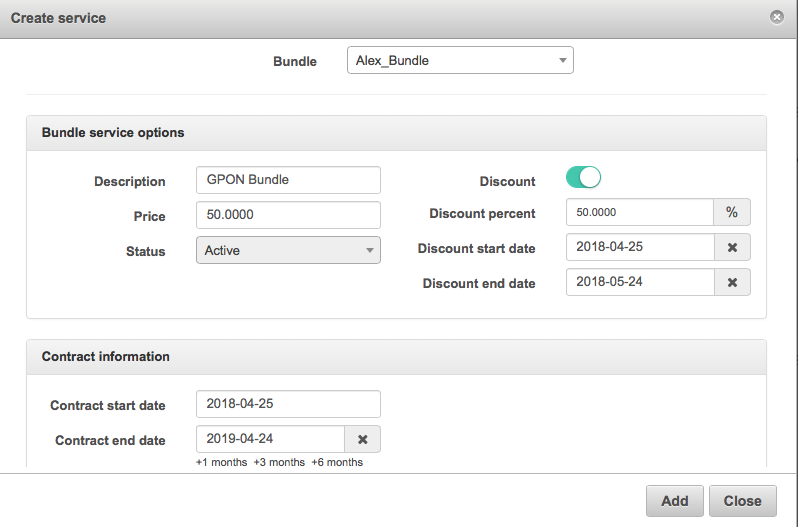 Create service
Bundle Alex_Bundle
Bundle service options
Description GPON Bundle
Price 50.0000
Status Active
Discount
Discount percent 50.0000 %
Discount start date 2018-04-25
Discount end date 2018-05-24
Contract information
Contract start date 2018-04-25
Contract end date 2019-04-24
+1 months +3 months +6 months
Add Close